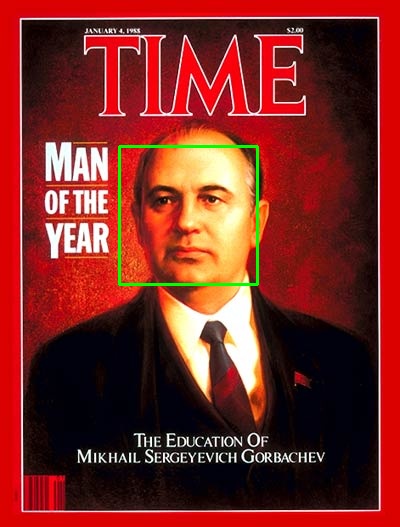 JANUARY 4, 1988 $2.00
TIME
MAN
OF THE
YEAR
THE EDUCATION OF
MIKHAIL SERGEYEVICH GORBACHEV